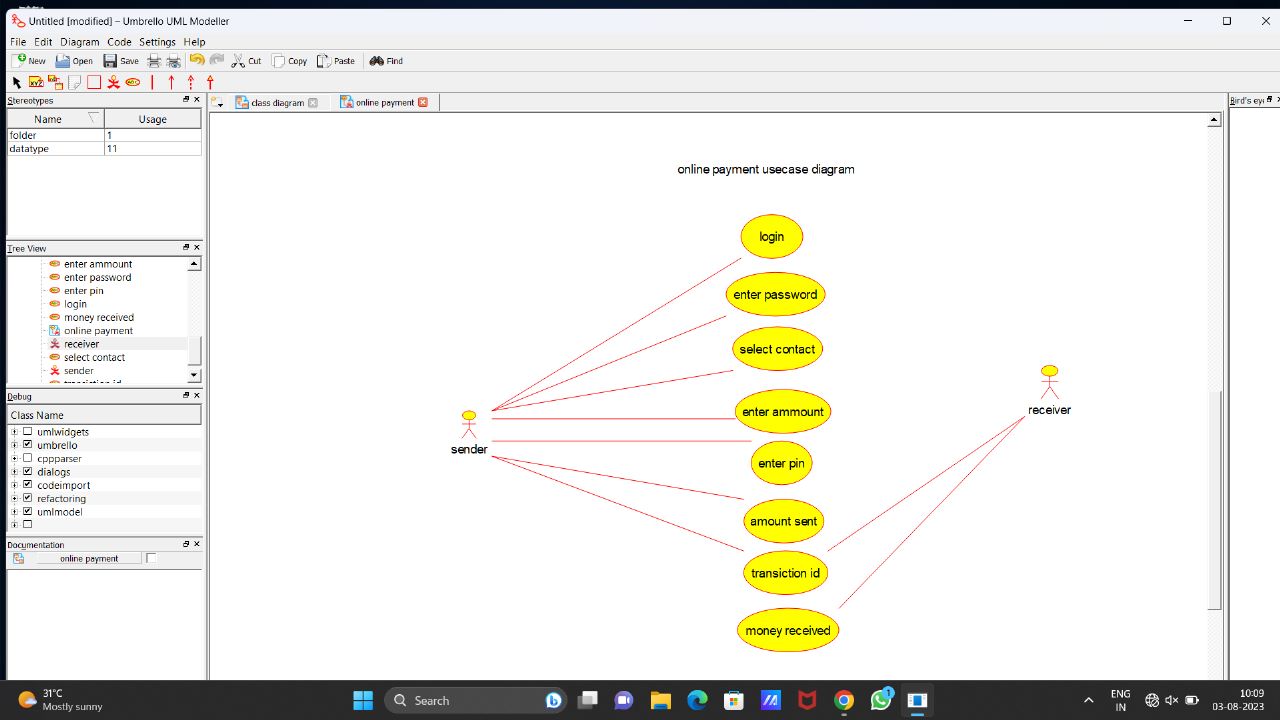 Untitled [modified] – Umbrello UML Modeller
File Edit Diagram Code Settings Help
New Open Save Cut Copy Paste Find
Stereotypes
Name Usage
folder 1
datatype 11
Tree View
enter ammount
enter password
enter pin
login
money received
online payment
receiver
select contact
sender
Debug
Class Name
umlwidgets
umbrello
cppparser
dialogs
codeimport
refactoring
umlmodel
Documentation
online payment
class diagram
online payment
Bird's eye
online payment usecase diagram
login
enter password
select contact
enter ammount
enter pin
amount sent
transiction id
money received
sender
receiver
31°C
Mostly sunny
Search
1
ENG
IN
10:09
03-08-2023